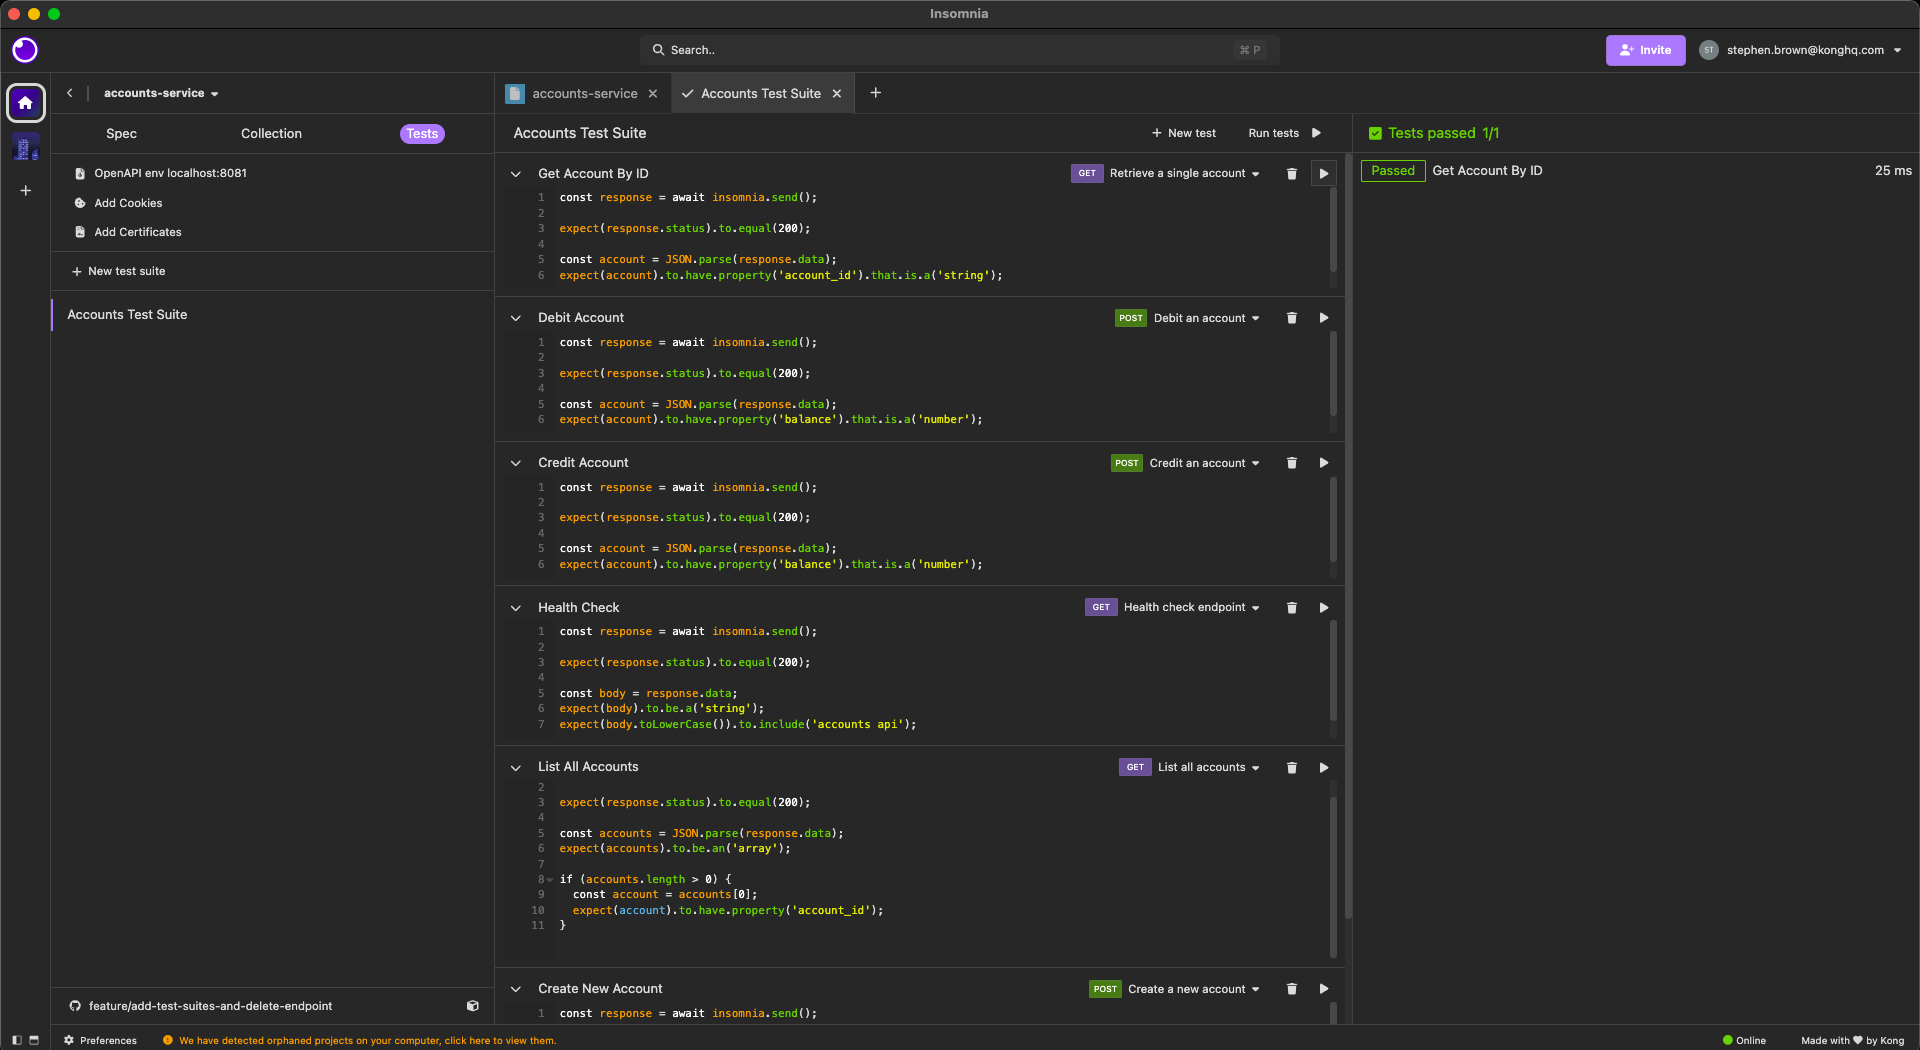 Insomnia
Search..
⌘ P
Invite
ST
stephen.brown@konghq.com
accounts-service
Spec
Collection
Tests
OpenAPI env localhost:8081
Add Cookies
Add Certificates
New test suite
Accounts Test Suite
feature/add-test-suites-and-delete-endpoint
accounts-service
Accounts Test Suite
Accounts Test Suite
New test
Run tests
Get Account By ID
GET Retrieve a single account
1 const response = await insomnia.send();
2
3 expect(response.status).to.equal(200);
4
5 const account = JSON.parse(response.data);
6 expect(account).to.have.property('account_id').that.is.a('string');
Debit Account
POST Debit an account
1 const response = await insomnia.send();
2
3 expect(response.status).to.equal(200);
4
5 const account = JSON.parse(response.data);
6 expect(account).to.have.property('balance').that.is.a('number');
Credit Account
POST Credit an account
1 const response = await insomnia.send();
2
3 expect(response.status).to.equal(200);
4
5 const account = JSON.parse(response.data);
6 expect(account).to.have.property('balance').that.is.a('number');
Health Check
GET Health check endpoint
1 const response = await insomnia.send();
2
3 expect(response.status).to.equal(200);
4
5 const body = response.data;
6 expect(body).to.be.a('string');
7 expect(body.toLowerCase()).to.include('accounts api');
List All Accounts
GET List all accounts
2
3 expect(response.status).to.equal(200);
4
5 const accounts = JSON.parse(response.data);
6 expect(accounts).to.be.an('array');
7
8 if (accounts.length > 0) {
9 const account = accounts[0];
10 expect(account).to.have.property('account_id');
11 }
Create New Account
POST Create a new account
1 const response = await insomnia.send();
Tests passed 1/1
Passed Get Account By ID 25 ms
Preferences
We have detected orphaned projects on your computer, click here to view them.
Online
Made with ♥ by Kong